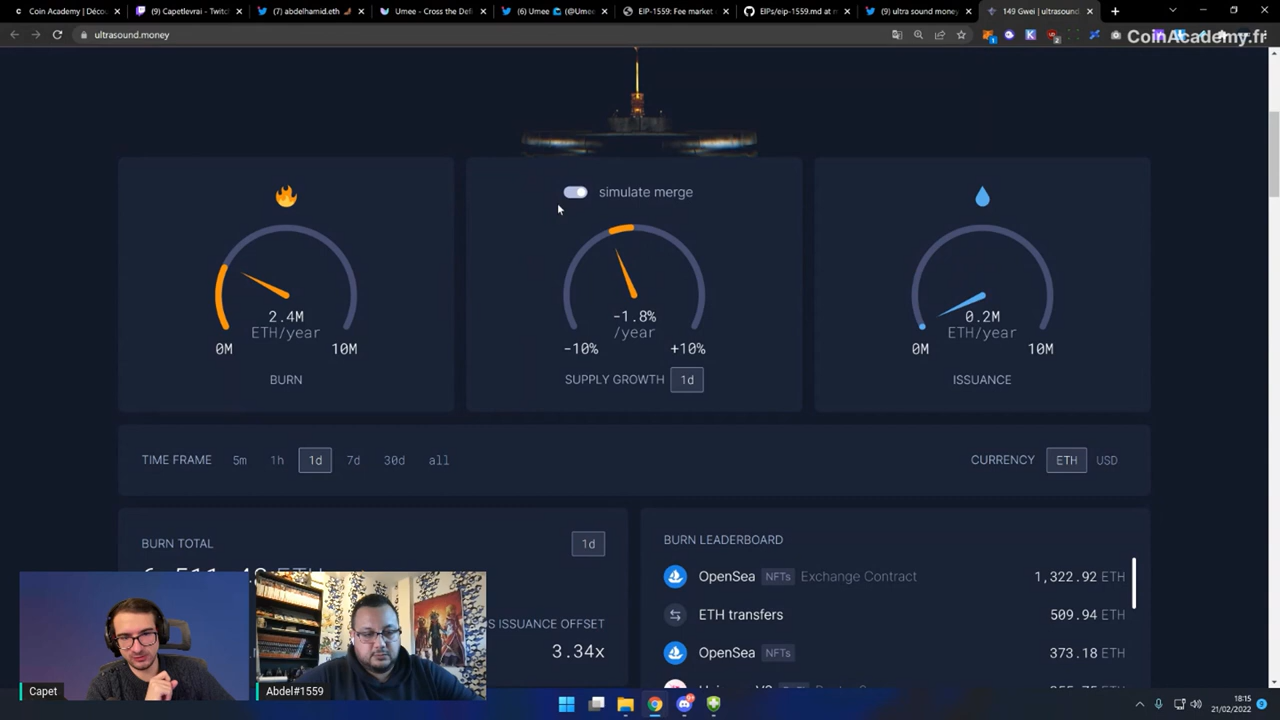 Coin Academy | Déco
(9) Capetlevrai - Twitc
(7) abdelhamid.eth
Umee - Cross the Defi
(6) Umee (@Umee
EIP-1559: Fee market
EIPs/eip-1559.md at m
(9) ultra sound money
149 Gwei | ultrasound
ultrasound.money
CoinAcademy.fr
simulate merge
2.4M
ETH/year
0M 10M
BURN
-1.8%
/year
-10% +10%
SUPPLY GROWTH 1d
0.2M
ETH/year
0M 10M
ISSUANCE
TIME FRAME 5m 1h 1d 7d 30d all
CURRENCY ETH USD
BURN TOTAL 1d
ISSUANCE OFFSET
3.34x
BURN LEADERBOARD
OpenSea NFTs Exchange Contract 1,322.92 ETH
ETH transfers 509.94 ETH
OpenSea NFTs 373.18 ETH
Capet
Abdel#1559
18:15
21/02/2022